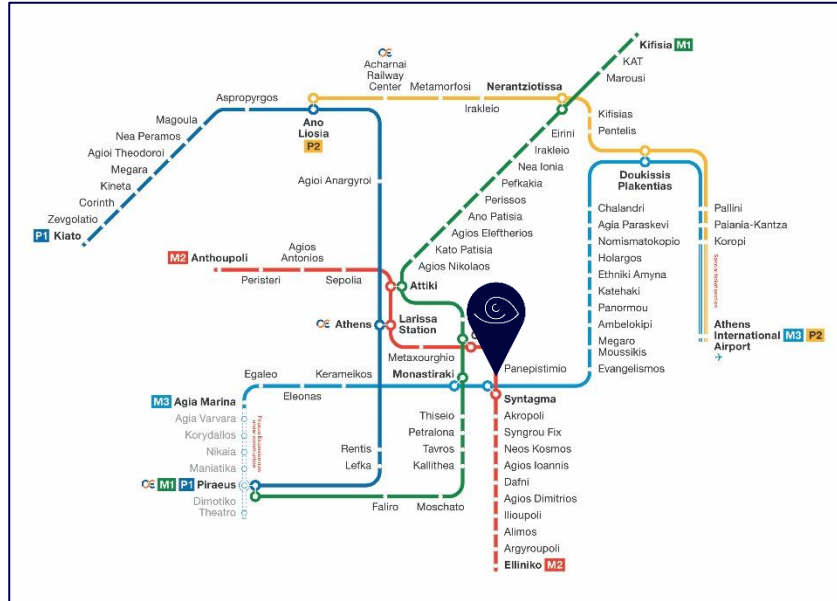 Kifisia M1
KAT
Marousi
Acharnai
Railway
Center
Metamorfosi
Nerantziotissa
Irakleio
Aspropyrgos
Ano
Liosia
P2
Magoula
Nea Peramos
Agioi Theodoroi
Megara
Kineta
Corinth
Zevgolatio
P1 Kiato
Agioi Anargyroi
Kifisias
Pentelis
Doukissis
Plakentias
Eirini
Irakleio
Nea Ionia
Pefkakia
Perissos
Ano Patisia
Agios Eleftherios
Kato Patisia
Agios Nikolaos
Chalandri
Agia Paraskevi
Nomismatokopio
Holargos
Ethniki Amyna
Katehaki
Panormou
Ambelokipi
Megaro
Moussikis
Evangelismos
Pallini
Paiania-Kantza
Koropi
Athens
International M3 P2
Airport
M2 Anthoupoli
Agios
Antonios
Peristeri
Sepolia
Attiki
Athens
Larissa
Station
Metaxourghio
Panepistimio
Monastiraki
Syntagma
Egaleo
Kerameikos
Eleonas
M3 Agia Marina
Agia Varvara
Korydallos
Nikaia
Maniatika
M1 P1 Piraeus
Dimotiko
Theatro
Rentis
Lefka
Thiseio
Petralona
Tavros
Kallithea
Faliro
Moschato
Akropoli
Syngrou Fix
Neos Kosmos
Agios Ioannis
Dafni
Agios Dimitrios
Ilioupoli
Alimos
Argyroupoli
Elliniko M2